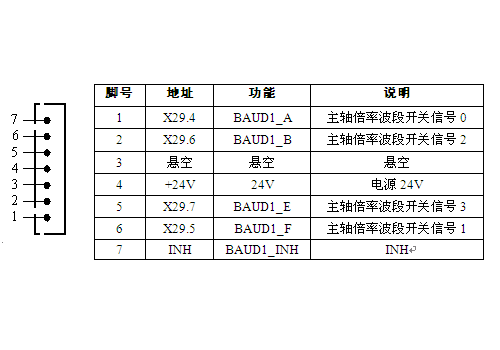 7
6
5
4
3
2
1
脚号 地址 功能 说明
1 X29.4 BAUD1_A 主轴倍率波段开关信号 0
2 X29.6 BAUD1_B 主轴倍率波段开关信号 2
3 悬空 悬空 悬空
4 +24V 24V 电源 24V
5 X29.7 BAUD1_E 主轴倍率波段开关信号 3
6 X29.5 BAUD1_F 主轴倍率波段开关信号 1
7 INH BAUD1_INH INH↵